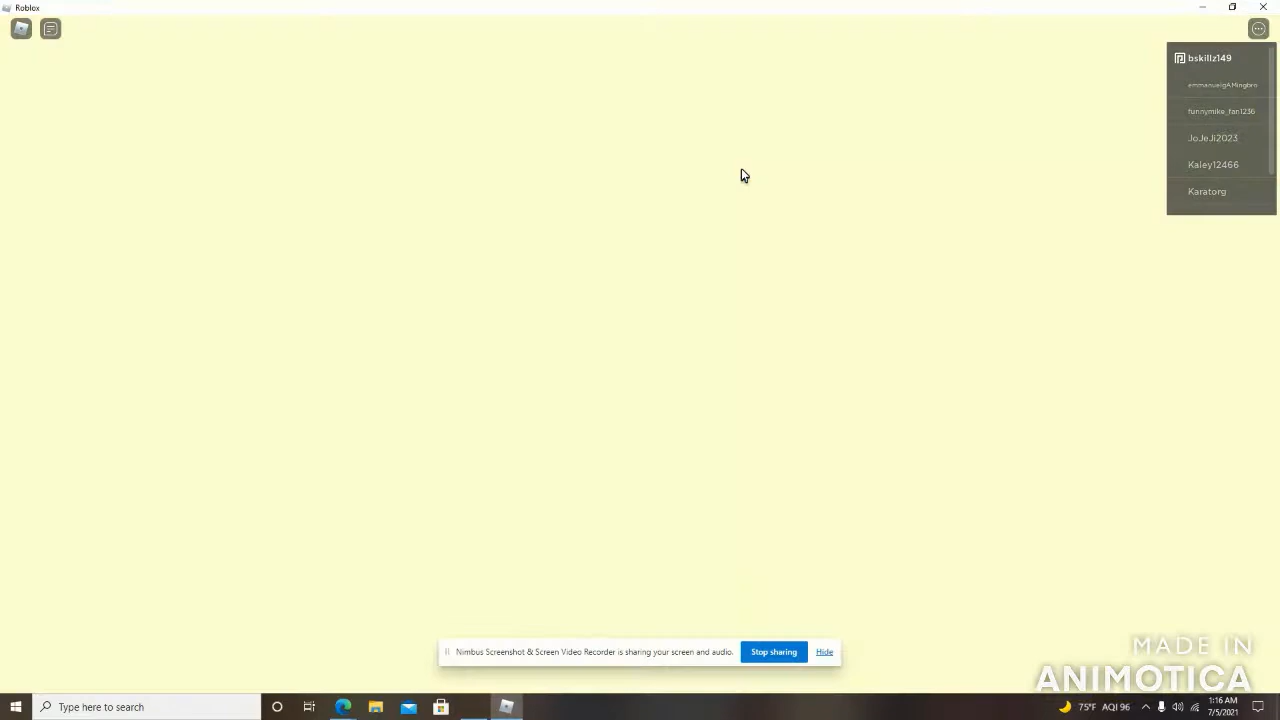 Roblox
bskillz149
emmanuelgAMingbro
funnymike_fan1236
JoJeJi2023
Kaley12466
Karatorg
Nimbus Screenshot & Screen Video Recorder is sharing your screen and audio.
Stop sharing
Hide
MADE IN
ANIMOTICA
Type here to search
75°F AQI 96
1:16 AM
7/5/2021